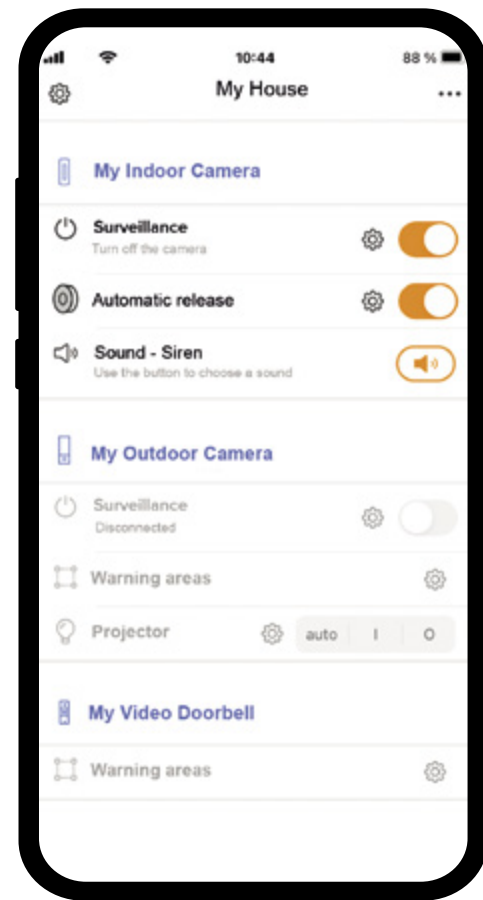 10:44
88 %
My House
My Indoor Camera
Surveillance
Turn off the camera
Automatic release
Sound - Siren
Use the button to choose a sound
My Outdoor Camera
Surveillance
Disconnected
Warning areas
Projector
auto I O
My Video Doorbell
Warning areas